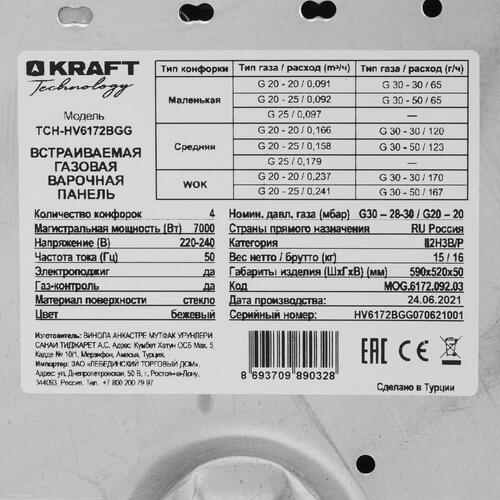 KRAFT
Technology
Модель
TCH-HV6172BGG
ВСТРАИВАЕМАЯ
ГАЗОВАЯ
ВАРОЧНАЯ
ПАНЕЛЬ
Тип конфорки Тип газа / расход (m³/ч) Тип газа / расход (г/ч)
Маленькая
G 20 - 20 / 0,091 G 30 - 30 / 65
G 20 - 25 / 0,092 G 30 - 50 / 65
G 25 / 0,097 —
Средняя
G 20 - 20 / 0,166 G 30 - 30 / 120
G 20 - 25 / 0,158 G 30 - 50 / 123
G 25 / 0,179 —
WOK
G 20 - 20 / 0,237 G 30 - 30 / 170
G 20 - 25 / 0,241 G 30 - 50 / 167
Количество конфорок 4
Магистральная мощность (Вт) 7000
Напряжение (В) 220-240
Частота тока (Гц) 50
Электроподжиг да
Газ-контроль да
Материал поверхности стекло
Цвет бежевый
Номин. давл. газа (мбар) G30 – 28-30 / G20 – 20
Страны прямого назначения RU Россия
Категория II2H3B/P
Вес нетто / брутто (кг) 15 / 16
Габариты изделия (ШхГхВ) (мм) 590x520x50
Код MOG.6172.092.03
Дата производства: 24.06.2021
Серийный номер: HV6172BGG070621001
Изготовитель: ВИНОЛА АНКАСТРЕ МУТФАК УРУНЛЕРИ
САНАИ ТИДЖАРЕТ А.С. Адрес: Кумбет Хатун ОСБ Мах. 5.
Кадде № 10/1, Мерзифон, Амасья, Турция.
Импортер: ЗАО «ЛЕБЕДИНСКИЙ ТОРГОВЫЙ ДОМ».
Адрес: ул. Днепропетровская, 50 В, г. Ростов-на-Дону,
344093, Россия. Тел.: +7 800 200 79 97
8 693709 890328
EAC CE
Сделано в Турции